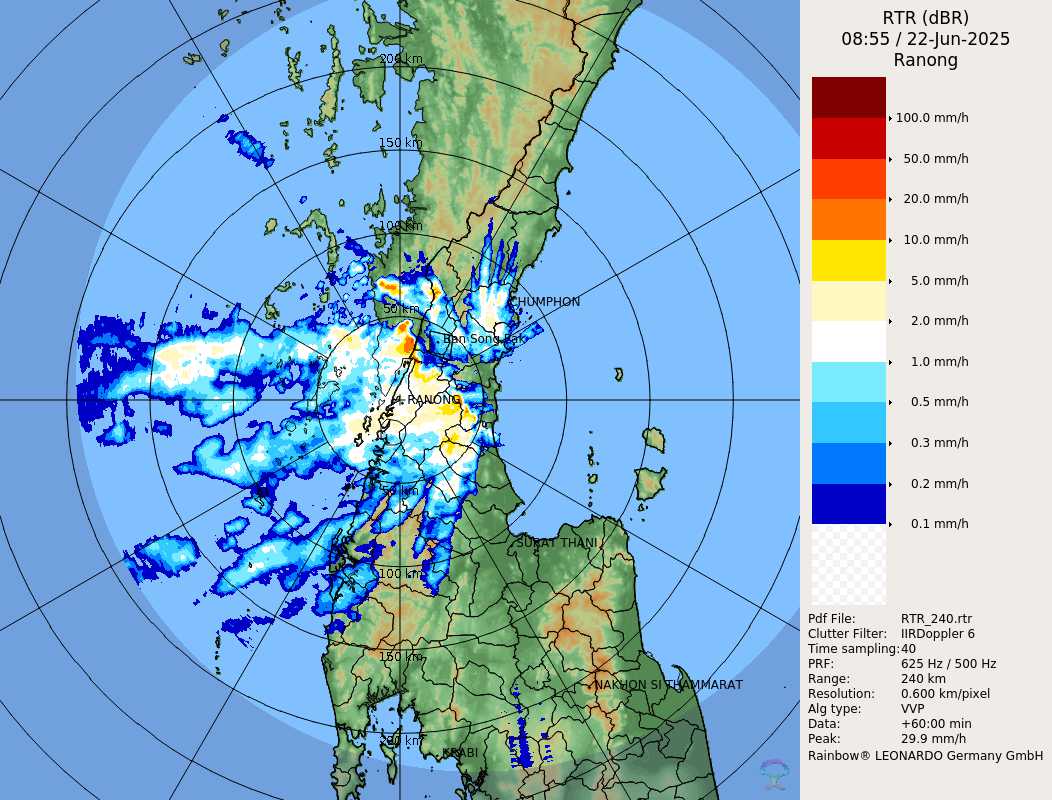 RTR (dBR)
08:55 / 22-Jun-2025
Ranong
100.0 mm/h
50.0 mm/h
20.0 mm/h
10.0 mm/h
5.0 mm/h
2.0 mm/h
1.0 mm/h
0.5 mm/h
0.3 mm/h
0.2 mm/h
0.1 mm/h
Pdf File: RTR_240.rtr
Clutter Filter: IIRDoppler 6
Time sampling: 40
PRF: 625 Hz / 500 Hz
Range: 240 km
Resolution: 0.600 km/pixel
Alg type: VVP
Data: +60:00 min
Peak: 29.9 mm/h
Rainbow® LEONARDO Germany GmbH
200 km
150 km
100 km
CHUMPHON
50 km
Ban Song Pak
RANONG
50 km
SURAT THANI
100 km
150 km
NAKHON SI THAMMARAT
200 km
KRABI